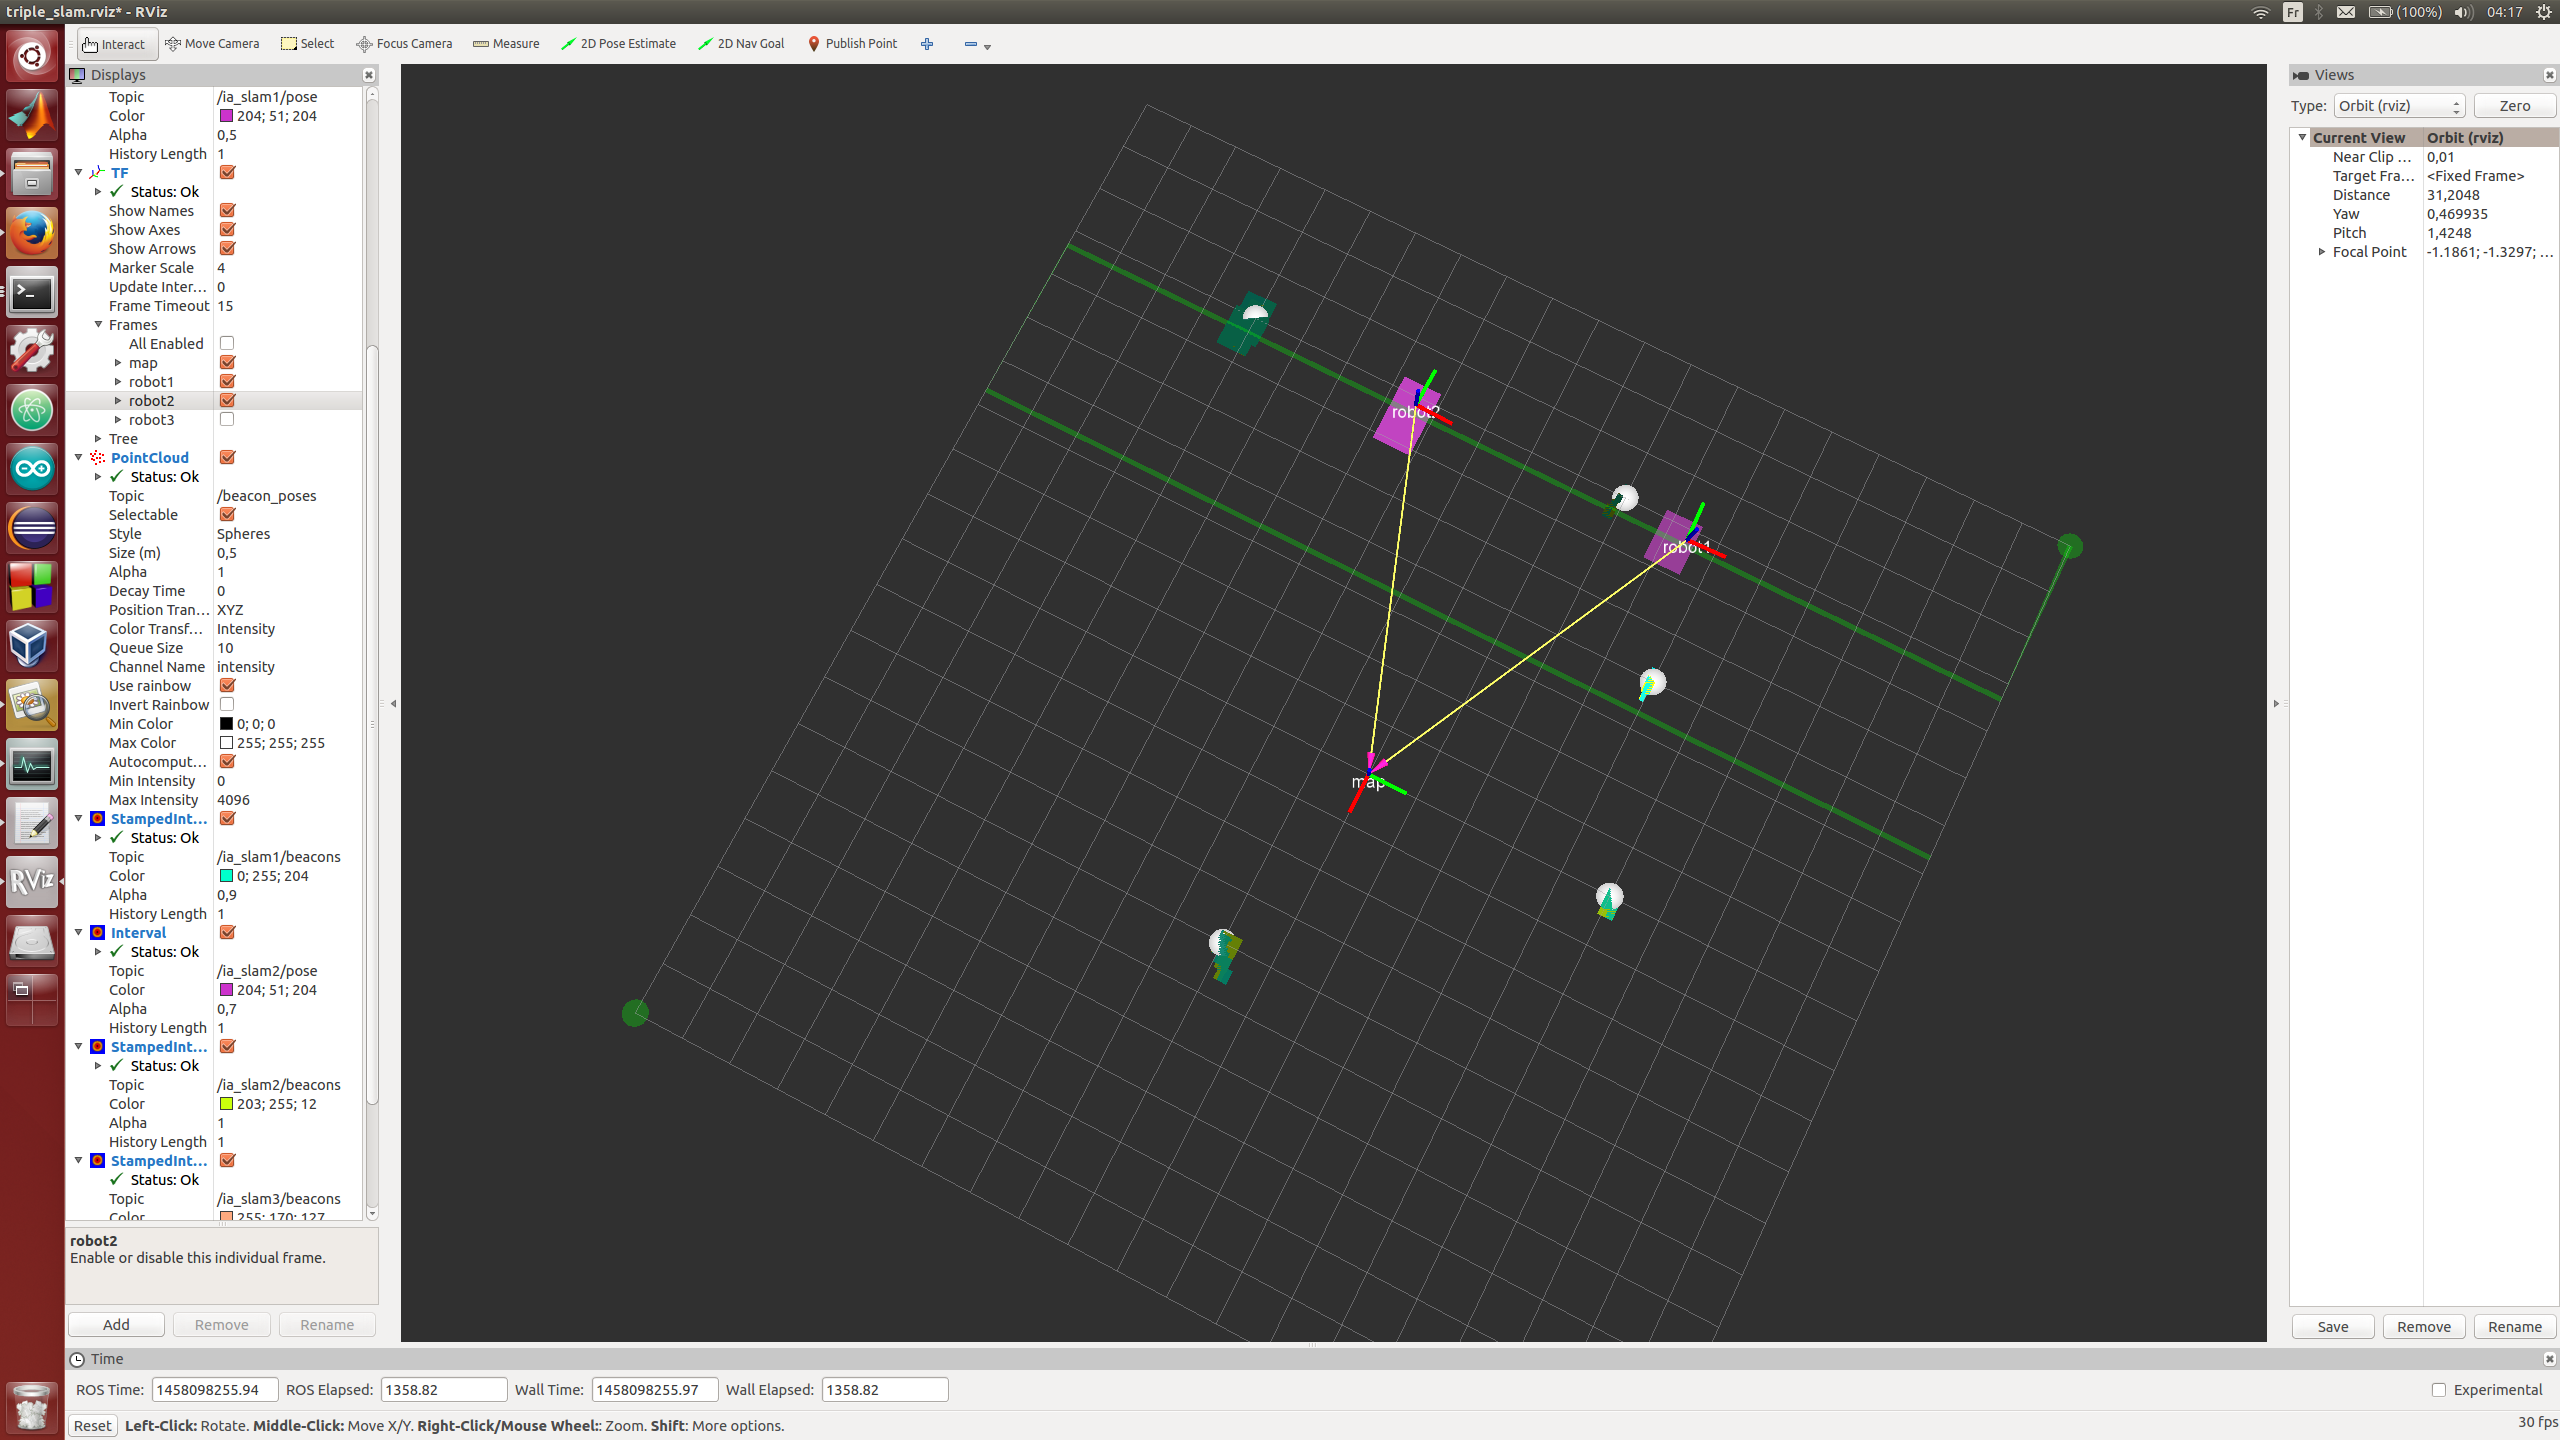 triple_slam.rviz* - RViz
Fr (100%) 04:17
Interact Move Camera Select Focus Camera Measure 2D Pose Estimate 2D Nav Goal Publish Point
Displays
Topic /ia_slam1/pose
Color 204; 51; 204
Alpha 0,5
History Length 1
TF
Status: Ok
Show Names
Show Axes
Show Arrows
Marker Scale 4
Update Inter... 0
Frame Timeout 15
Frames
All Enabled
map
robot1
robot2
robot3
Tree
PointCloud
Status: Ok
Topic /beacon_poses
Selectable
Style Spheres
Size (m) 0,5
Alpha 1
Decay Time 0
Position Tran... XYZ
Color Transf... Intensity
Queue Size 10
Channel Name intensity
Use rainbow
Invert Rainbow
Min Color 0; 0; 0
Max Color 255; 255; 255
Autocomput...
Min Intensity 0
Max Intensity 4096
StampedInt...
Status: Ok
Topic /ia_slam1/beacons
Color 0; 255; 204
Alpha 0,9
History Length 1
Interval
Status: Ok
Topic /ia_slam2/pose
Color 204; 51; 204
Alpha 0,7
History Length 1
StampedInt...
Status: Ok
Topic /ia_slam2/beacons
Color 203; 255; 12
Alpha 1
History Length 1
StampedInt...
Status: Ok
Topic /ia_slam3/beacons
Color 255; 170; 127
robot2
Enable or disable this individual frame.
Add Remove Rename
RViz
robot2
robot1
map
Views
Type: Orbit (rviz) Zero
Current View Orbit (rviz)
Near Clip ... 0,01
Target Fra... <Fixed Frame>
Distance 31,2048
Yaw 0,469935
Pitch 1,4248
Focal Point -1.1861; -1.3297; ...
Save Remove Rename
Time
ROS Time: 1458098255.94 ROS Elapsed: 1358.82 Wall Time: 1458098255.97 Wall Elapsed: 1358.82 Experimental
Reset Left-Click: Rotate. Middle-Click: Move X/Y. Right-Click/Mouse Wheel:: Zoom. Shift: More options. 30 fps